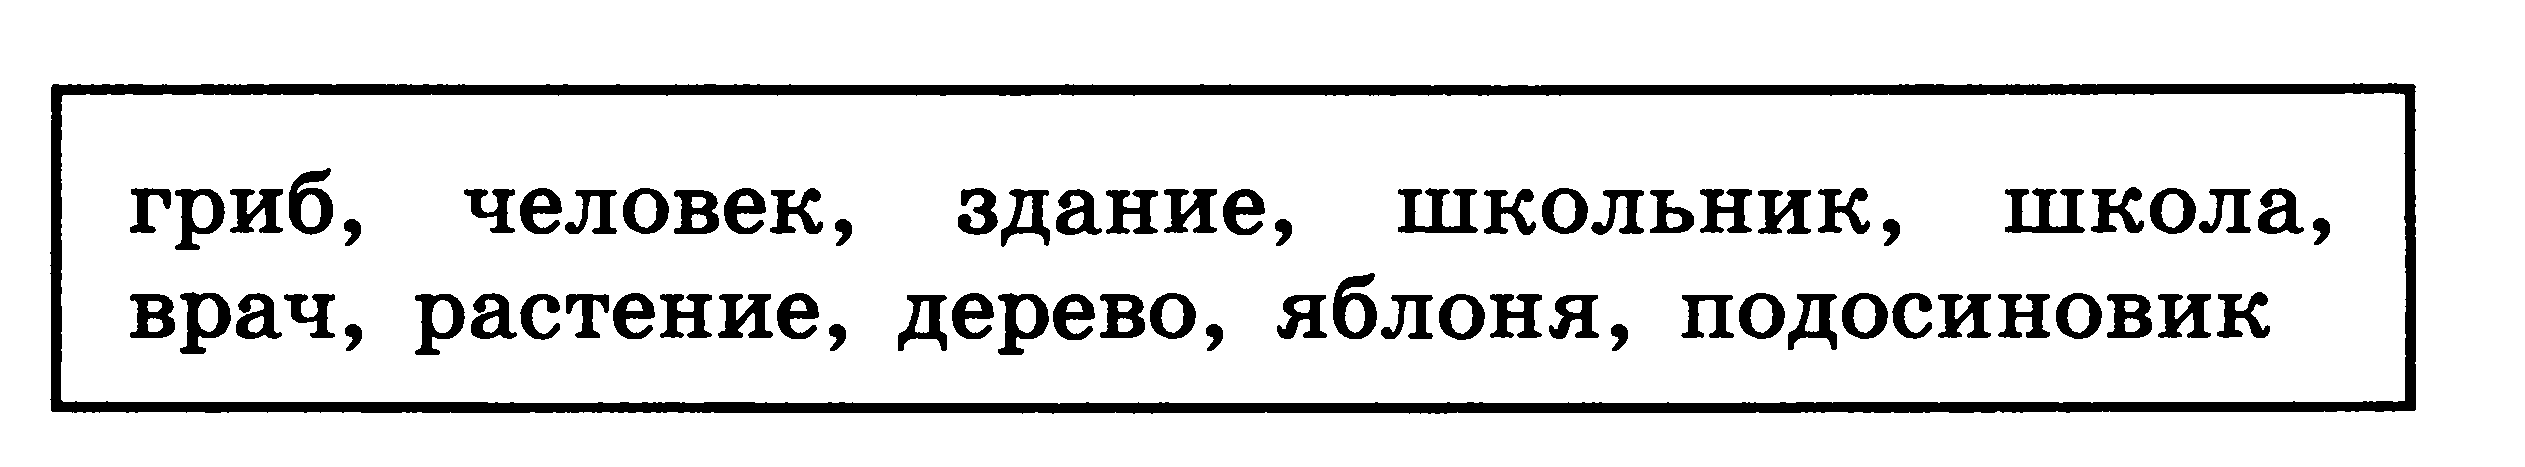 гриб, человек, здание, школьник, школа,
врач, растение, дерево, яблоня, подосиновик